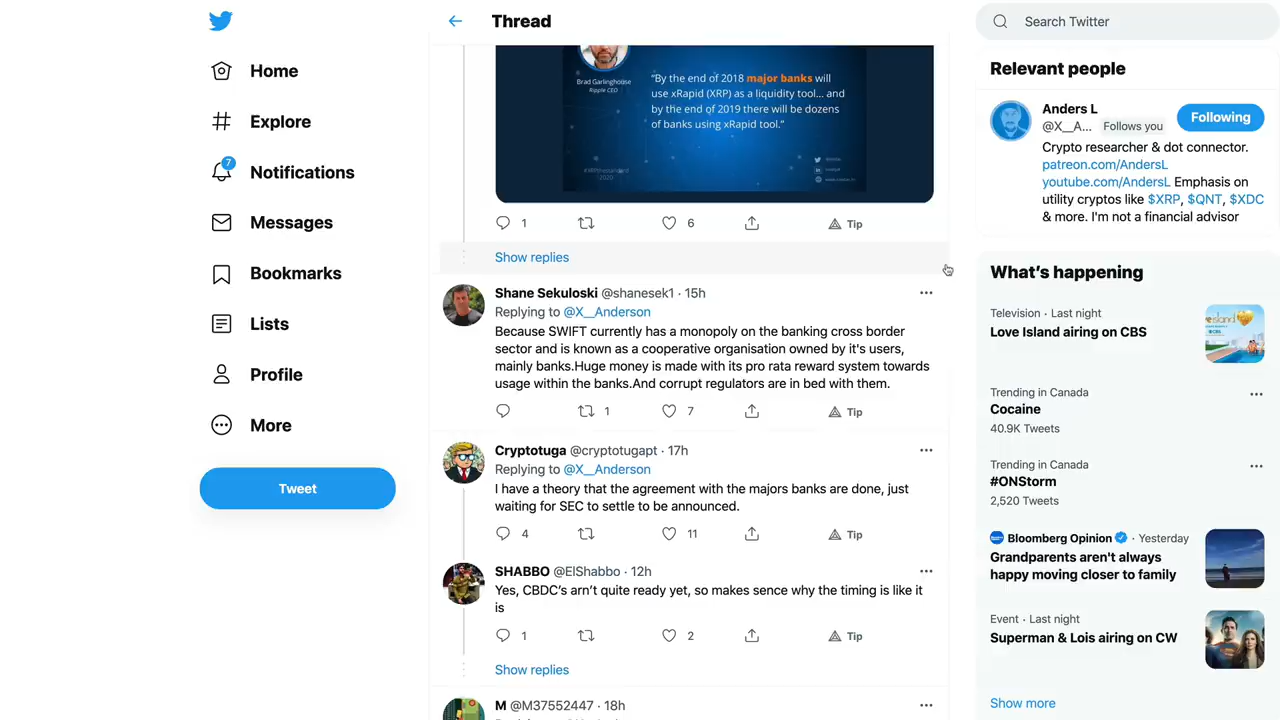 Thread
Search Twitter
Home
Explore
7
Notifications
Messages
Bookmarks
Lists
Profile
More
Tweet
Brad Garlinghouse
Ripple CEO
"By the end of 2018 major banks will
use xRapid (XRP) as a liquidity tool... and
by the end of 2019 there will be dozens
of banks using xRapid tool."
1
6
Tip
Show replies
Shane Sekuloski @shanesek1 · 15h
Replying to @X__Anderson
Because SWIFT currently has a monopoly on the banking cross border
sector and is known as a cooperative organisation owned by it's users,
mainly banks.Huge money is made with its pro rata reward system towards
usage within the banks.And corrupt regulators are in bed with them.
1
7
Tip
Cryptotuga @cryptotugapt · 17h
Replying to @X__Anderson
I have a theory that the agreement with the majors banks are done, just
waiting for SEC to settle to be announced.
4
11
Tip
SHABBO @ElShabbo · 12h
Yes, CBDC's arn't quite ready yet, so makes sence why the timing is like it
is
1
2
Tip
Show replies
M @M37552447 · 18h
Relevant people
Anders L
@X__A... Follows you
Following
Crypto researcher & dot connector.
patreon.com/AndersL
youtube.com/AndersL Emphasis on
utility cryptos like $XRP, $QNT, $XDC
& more. I'm not a financial advisor
What's happening
Television · Last night
Love Island airing on CBS
Trending in Canada
Cocaine
40.9K Tweets
Trending in Canada
#ONStorm
2,520 Tweets
Bloomberg Opinion · Yesterday
Grandparents aren't always
happy moving closer to family
Event · Last night
Superman & Lois airing on CW
Show more